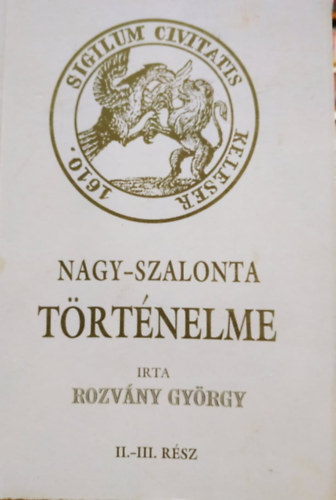 SIGILUM CIVITATIS KELESER 1610.
NAGY-SZALONTA
TÖRTÉNELME
IRTA
ROZVÁNY GYÖRGY
II.-III. RÉSZ